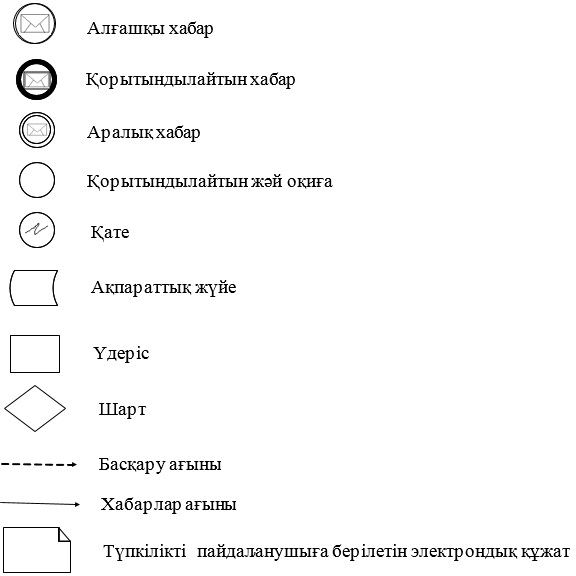 Алғашқы хабар
Қорытындылайтын хабар
Аралық хабар
Қорытындылайтын жәй оқиға
Қате
Ақпараттық жүйе
Үдеріс
Шарт
Басқару ағыны
Хабарлар ағыны
Түпкілікті пайдаланушыға берілетін электрондық құжат